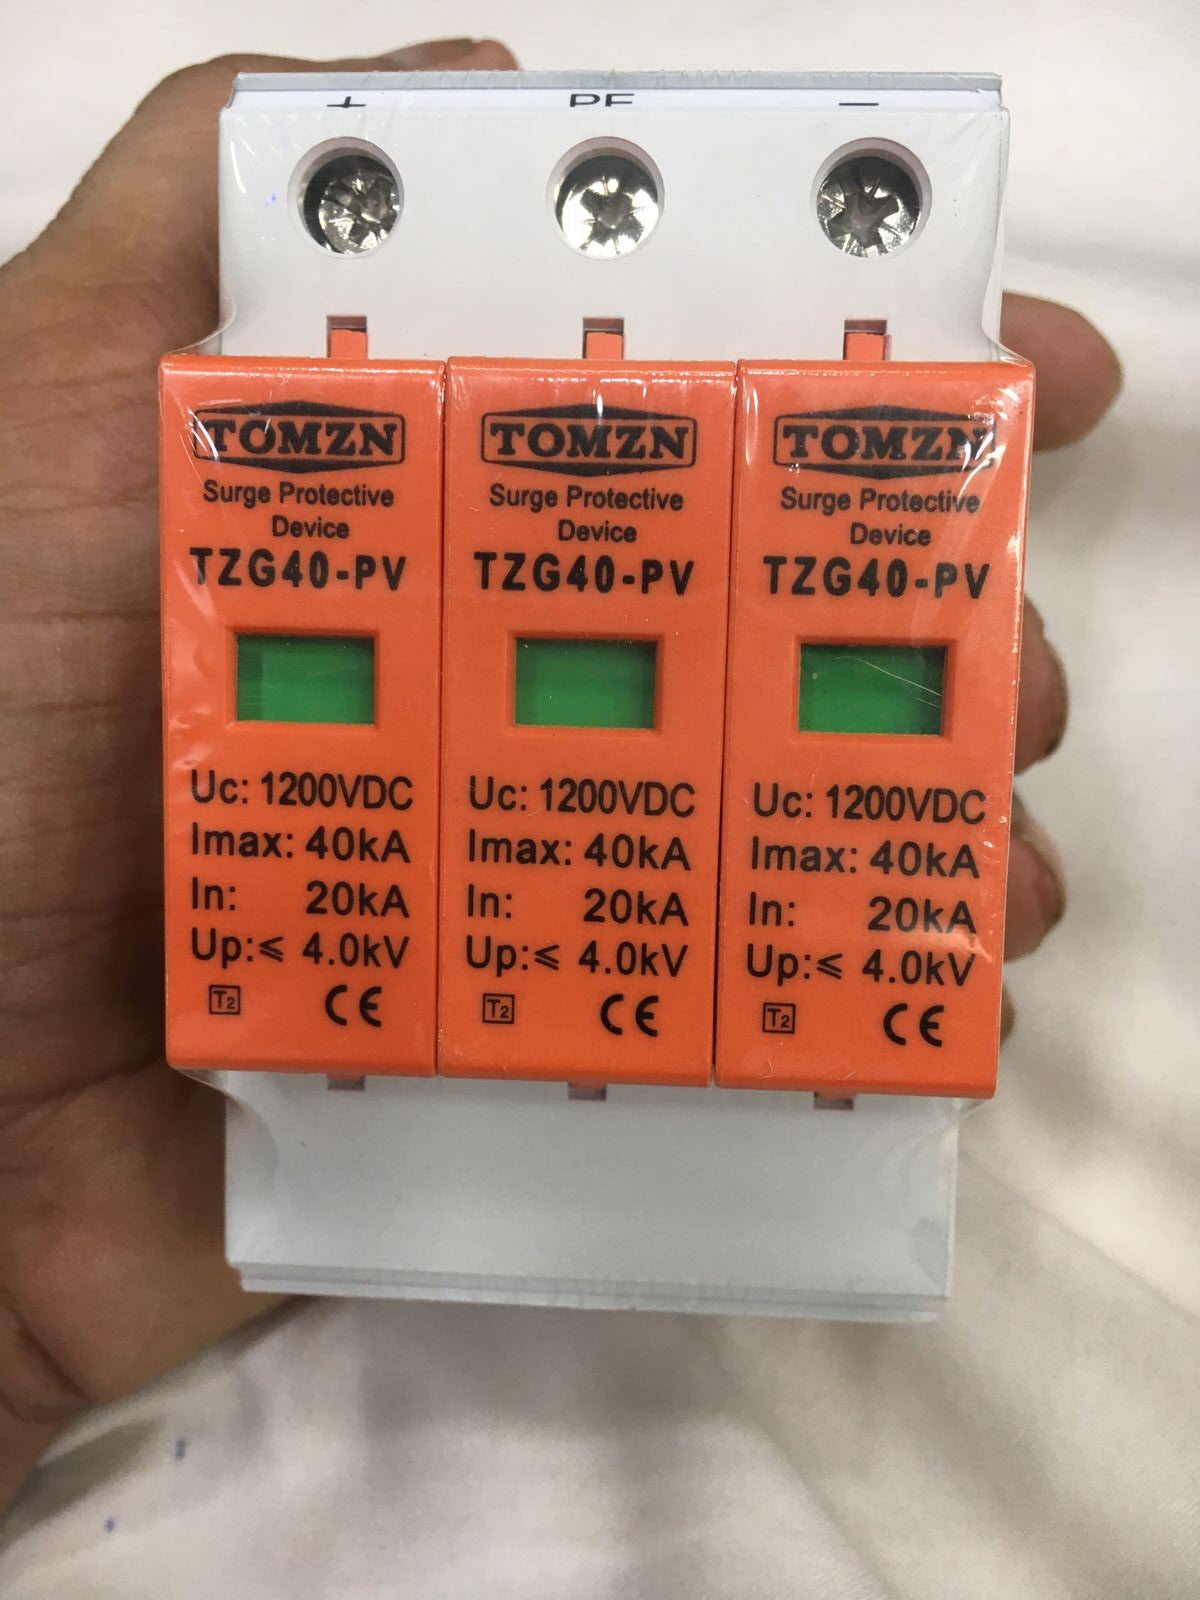 + PE −
TOMZN
Surge Protective
Device
TZG40-PV
Uc: 1200VDC
Imax: 40kA
In: 20kA
Up:⩽ 4.0kV
T2 CE
TOMZN
Surge Protective
Device
TZG40-PV
Uc: 1200VDC
Imax: 40kA
In: 20kA
Up:⩽ 4.0kV
T2 CE
TOMZN
Surge Protective
Device
TZG40-PV
Uc: 1200VDC
Imax: 40kA
In: 20kA
Up:⩽ 4.0kV
T2 CE